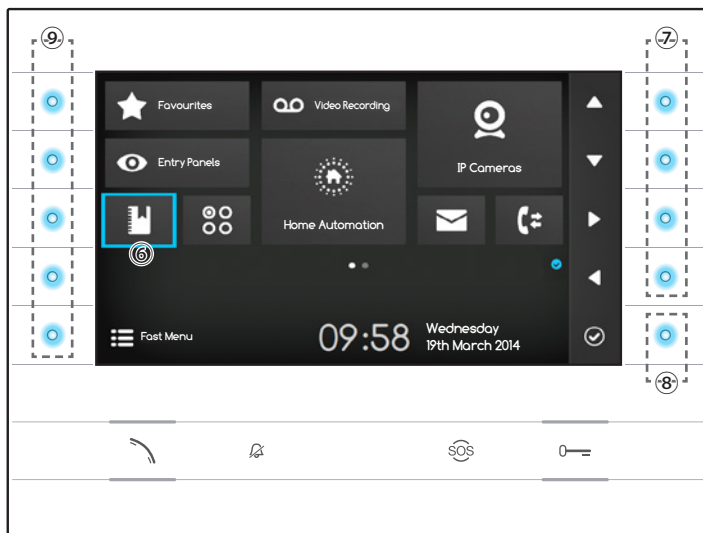 ⑨
⑦
Favourites
Video Recording
Entry Panels
IP Cameras
Home Automation
⑥
Fast Menu
09:58
Wednesday
19th March 2014
⑧
SOS